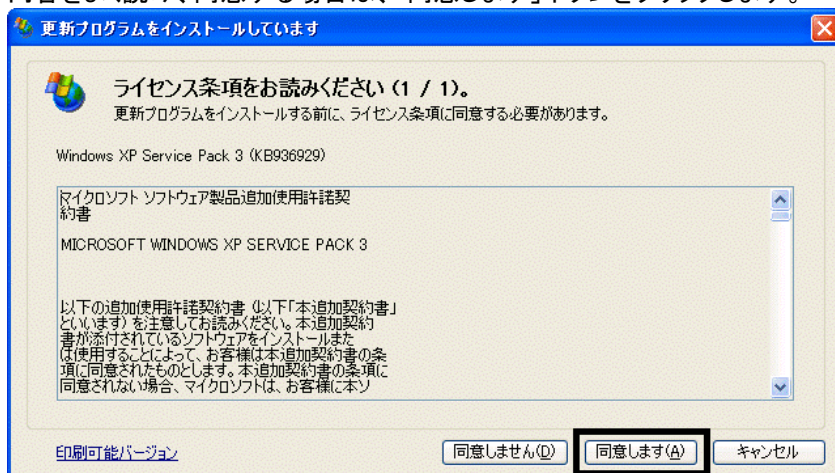 更新プログラムをインストールしています
ライセンス条項をお読みください (1 / 1)。
更新プログラムをインストールする前に、ライセンス条項に同意する必要があります。
Windows XP Service Pack 3 (KB936929)
マイクロソフト ソフトウェア製品追加使用許諾契
約書
MICROSOFT WINDOWS XP SERVICE PACK 3
以下の追加使用許諾契約書 (以下「本追加契約書」
といいます) を注意してお読みください。本追加契約
書が添付されているソフトウェアをインストールまた
は使用することによって、お客様は本追加契約書の条
項に同意されたものとします。本追加契約書の条項に
同意されない場合、マイクロソフトは、お客様に本ソ
印刷可能バージョン
同意しません(D)
同意します(A)
キャンセル